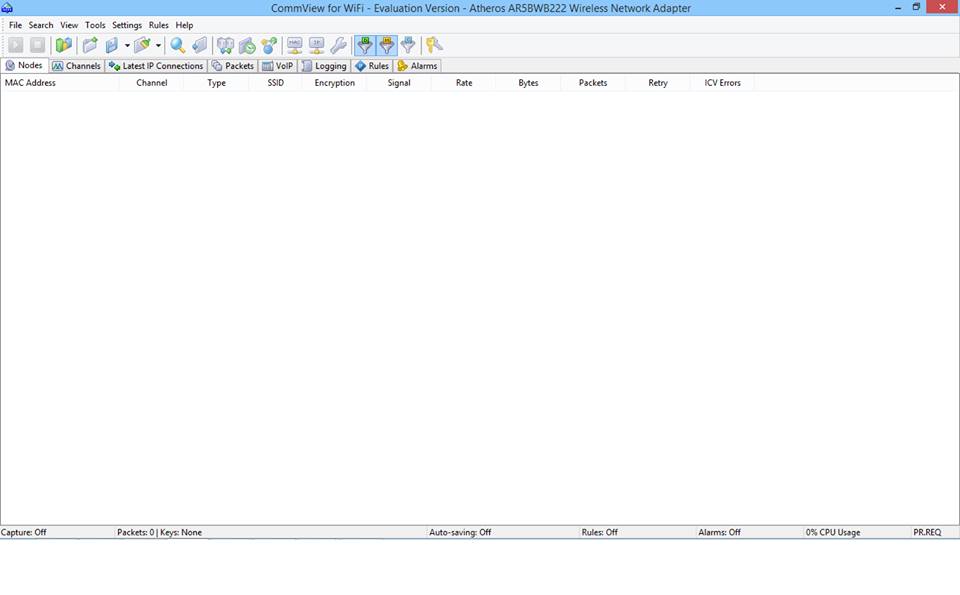 CommView for WiFi - Evaluation Version - Atheros AR5BWB222 Wireless Network Adapter
File Search View Tools Settings Rules Help
Nodes Channels Latest IP Connections Packets VoIP Logging Rules Alarms
MAC Address Channel Type SSID Encryption Signal Rate Bytes Packets Retry ICV Errors
Capture: Off Packets: 0 | Keys: None Auto-saving: Off Rules: Off Alarms: Off 0% CPU Usage PR.REQ